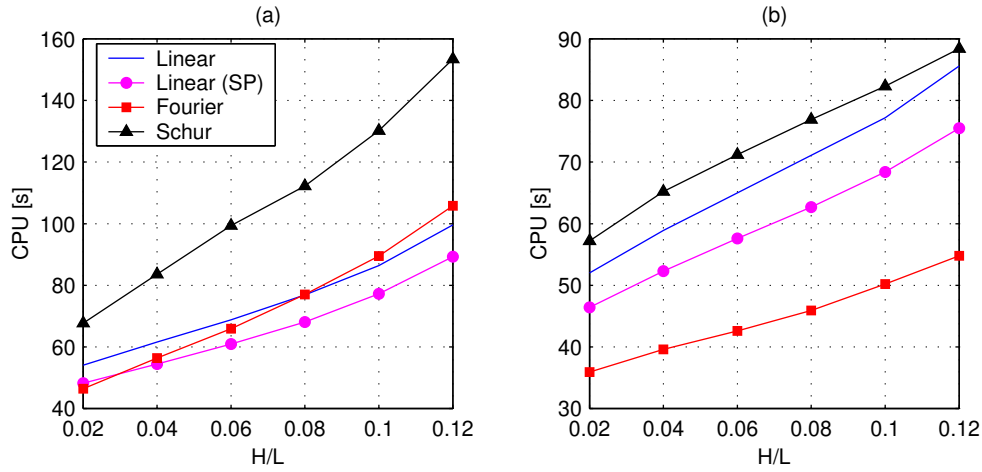 (a)
160
140
120
100
80
60
40
CPU [s]
Linear
Linear (SP)
Fourier
Schur
0.02 0.04 0.06 0.08 0.1 0.12
H/L
(b)
90
80
70
60
50
40
30
CPU [s]
0.02 0.04 0.06 0.08 0.1 0.12
H/L